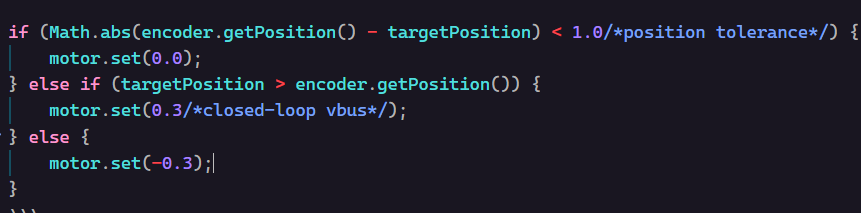 if (Math.abs(encoder.getPosition() - targetPosition) < 1.0/*position tolerance*/) {
    motor.set(0.0);
} else if (targetPosition > encoder.getPosition()) {
    motor.set(0.3/*closed-loop vbus*/);
} else {
    motor.set(-0.3);
}
```